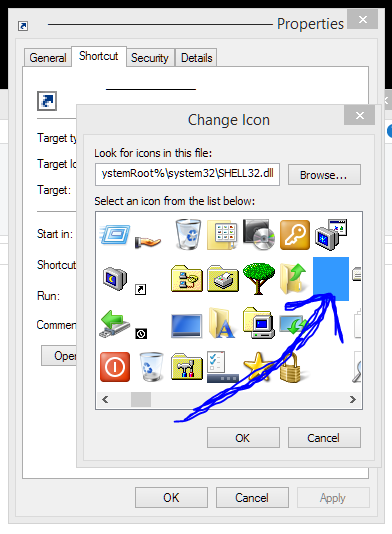 Properties
General Shortcut Security Details
Target ty
Target lo
Target:
Start in:
Shortcut
Run:
Comme
Open
Change Icon
Look for icons in this file:
ystemRoot%\system32\SHELL32.dll
Browse...
Select an icon from the list below:
OK Cancel
OK Cancel Apply